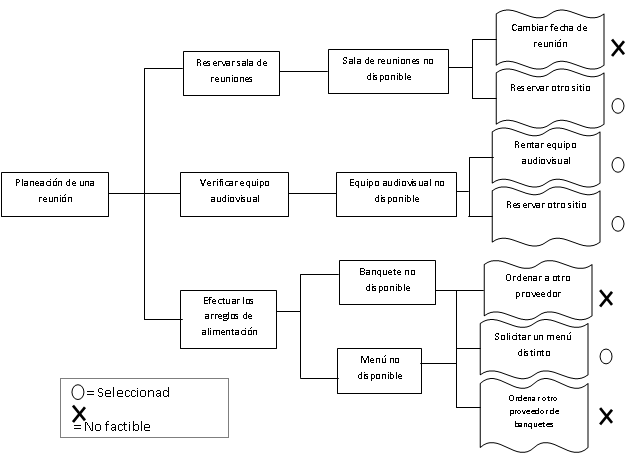 Cambiar fecha de
reunión
Reservar sala de
reuniones
Sala de reuniones no
disponible
Reservar otro sitio
Rentar equipo
audiovisual
Planeación de una
reunión
Verificar equipo
audiovisual
Equipo audiovisual no
disponible
Reservar otro sitio
Banquete no
disponible
Ordenar a otro
proveedor
Efectuar los
arreglos de
alimentación
Solicitar un menú
distinto
Menú no
disponible
Ordenar otro
proveedor de
banquetes
= Seleccionad
= No factible